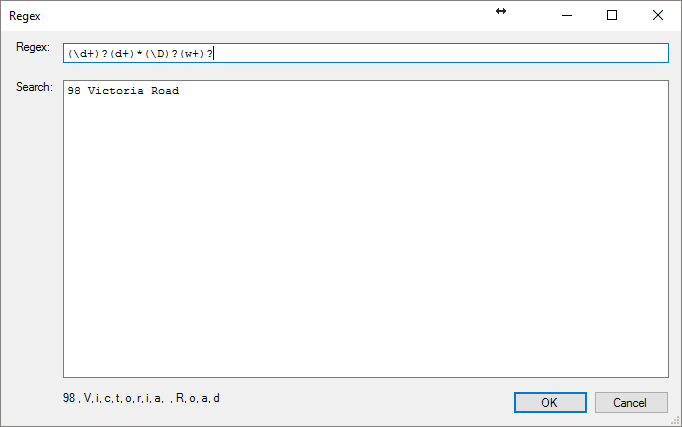 Regex
Regex: (\d+)?(d+)*(\D)?(w+)?
Search: 98 Victoria Road
98 , V, i, c, t, o, r, i, a,  , R, o, a, d
OK Cancel